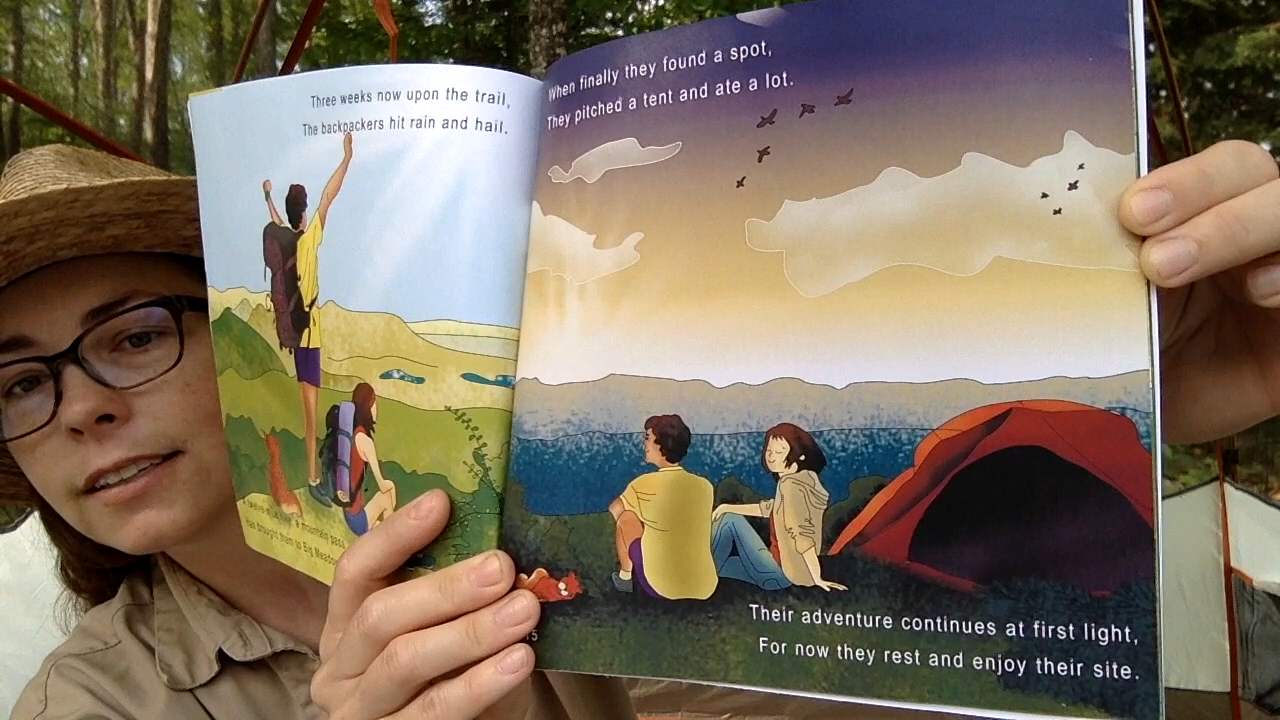 Three weeks now upon the trail,
The backpackers hit rain and hail.
a mountain pass
Has brought them to Big Meadow
When finally they found a spot,
They pitched a tent and ate a lot.
Their adventure continues at first light,
For now they rest and enjoy their site.
15